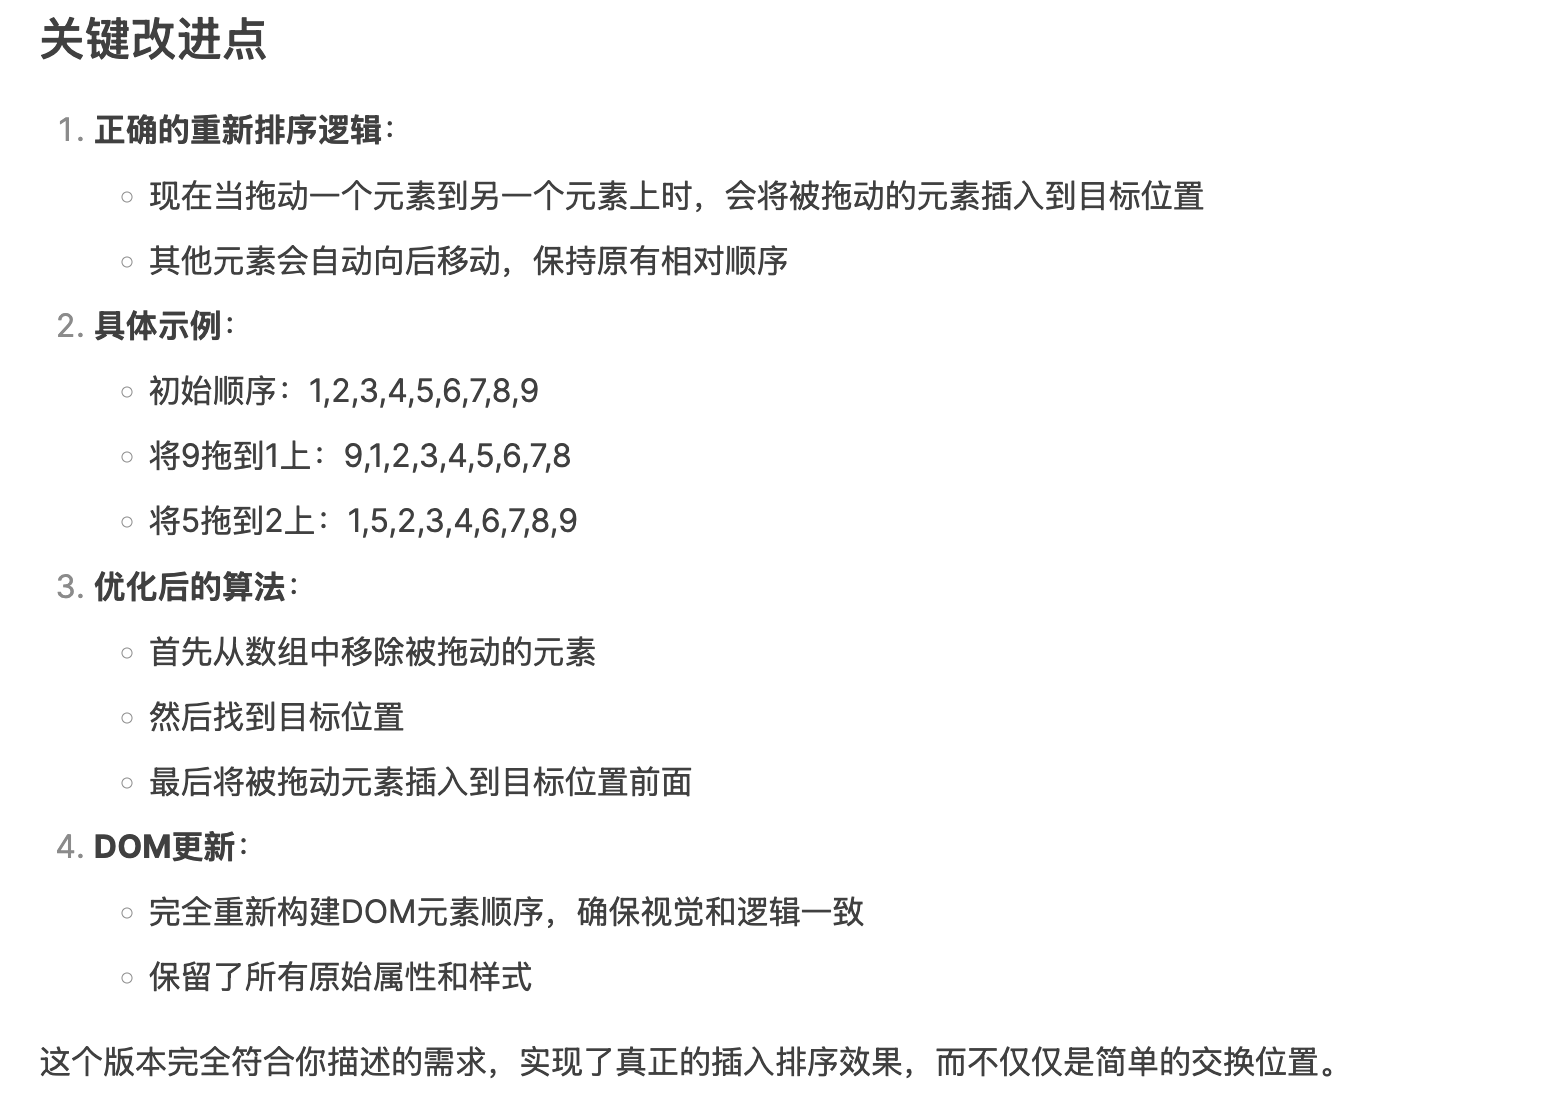 关键改进点
1. 正确的重新排序逻辑：
现在当拖动一个元素到另一个元素上时，会将被拖动的元素插入到目标位置
其他元素会自动向后移动，保持原有相对顺序
2. 具体示例：
初始顺序：1,2,3,4,5,6,7,8,9
将9拖到1上：9,1,2,3,4,5,6,7,8
将5拖到2上：1,5,2,3,4,6,7,8,9
3. 优化后的算法：
首先从数组中移除被拖动的元素
然后找到目标位置
最后将被拖动元素插入到目标位置前面
4. DOM更新：
完全重新构建DOM元素顺序，确保视觉和逻辑一致
保留了所有原始属性和样式
这个版本完全符合你描述的需求，实现了真正的插入排序效果，而不仅仅是简单的交换位置。